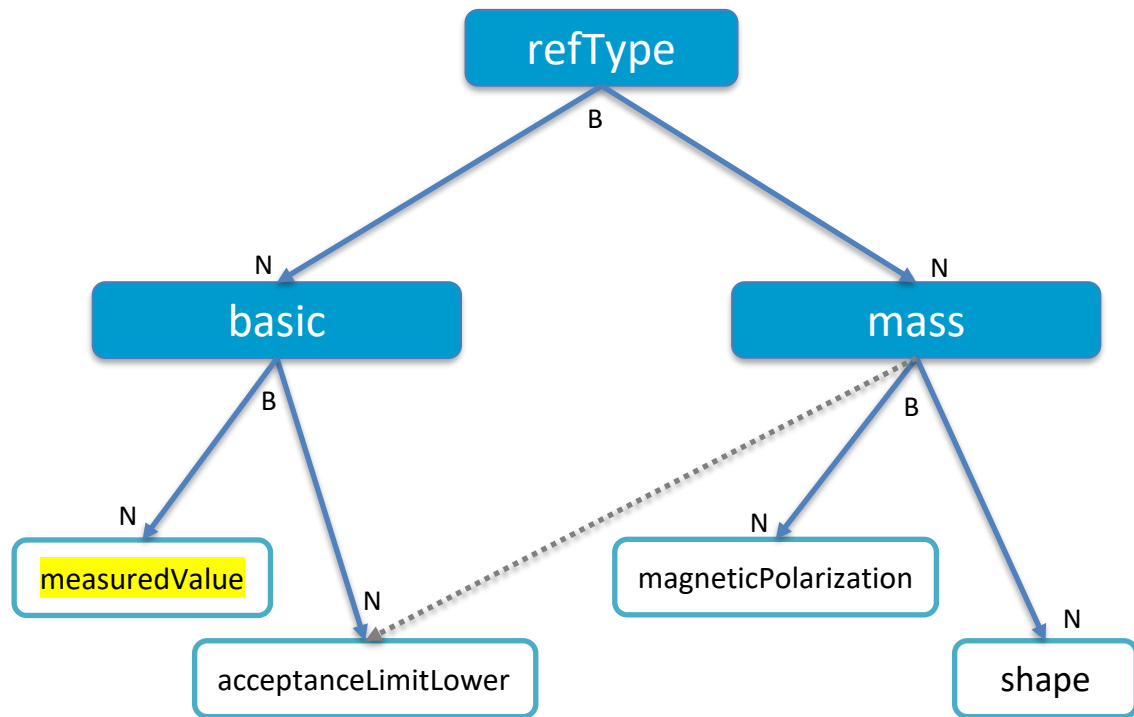 refType
B
N
N
basic
mass
B
B
N
N
measuredValue
magneticPolarization
N
N
acceptanceLimitLower
shape